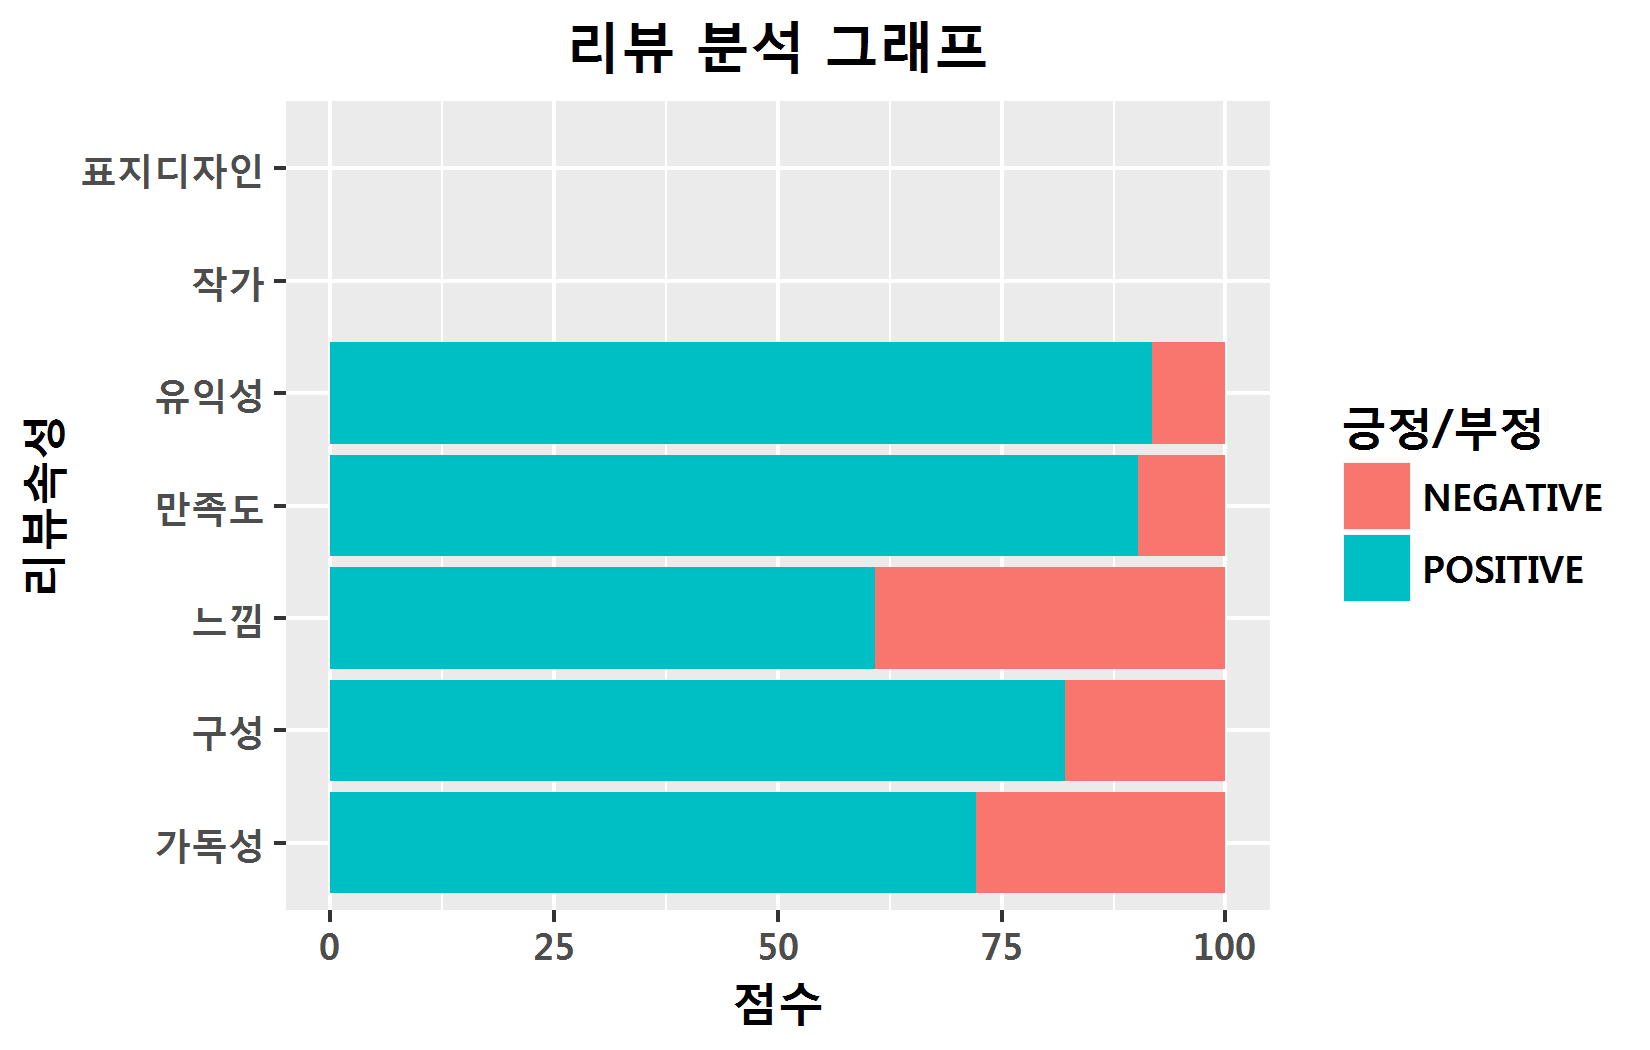 리뷰 분석 그래프
리뷰속성
표지디자인
작가
유익성
만족도
느낌
구성
가독성
0 25 50 75 100
점수
긍정/부정
NEGATIVE
POSITIVE